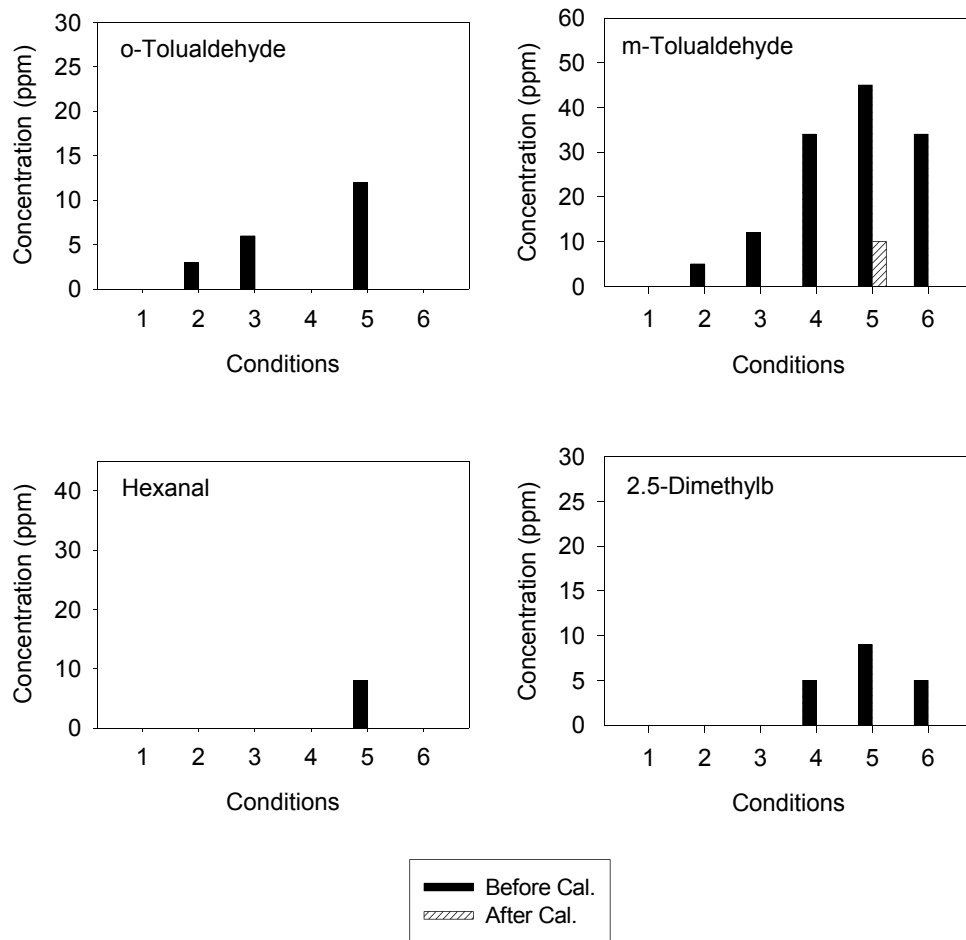 o-Tolualdehyde
Concentration (ppm)
30
25
20
15
10
5
0
1 2 3 4 5 6
Conditions
m-Tolualdehyde
Concentration (ppm)
60
50
40
30
20
10
0
1 2 3 4 5 6
Conditions
Hexanal
Concentration (ppm)
40
30
20
10
0
1 2 3 4 5 6
Conditions
2.5-Dimethylb
Concentration (ppm)
30
25
20
15
10
5
0
1 2 3 4 5 6
Conditions
Before Cal.
After Cal.